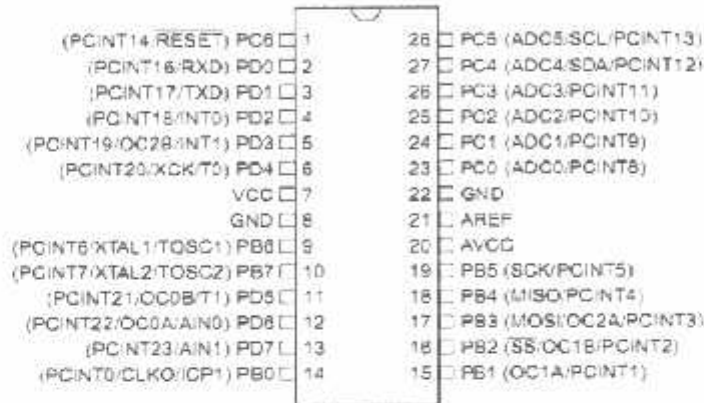 (PCINT14/RESET) PC6 1
(PCINT16/RXD) PD0 2
(PCINT17/TXD) PD1 3
(PCINT18/INT0) PD2 4
(PCINT19/OC2B/INT1) PD3 5
(PCINT20/XCK/T0) PD4 6
VCC 7
GND 8
(PCINT6/XTAL1/TOSC1) PB6 9
(PCINT7/XTAL2/TOSC2) PB7 10
(PCINT21/OC0B/T1) PD5 11
(PCINT22/OC0A/AIN0) PD6 12
(PCINT23/AIN1) PD7 13
(PCINT0/CLKO/ICP1) PB0 14
28 PC5 (ADC5/SCL/PCINT13)
27 PC4 (ADC4/SDA/PCINT12)
26 PC3 (ADC3/PCINT11)
25 PC2 (ADC2/PCINT10)
24 PC1 (ADC1/PCINT9)
23 PC0 (ADC0/PCINT8)
22 GND
21 AREF
20 AVCC
19 PB5 (SCK/PCINT5)
18 PB4 (MISO/PCINT4)
17 PB3 (MOSI/OC2A/PCINT3)
16 PB2 (SS/OC1B/PCINT2)
15 PB1 (OC1A/PCINT1)